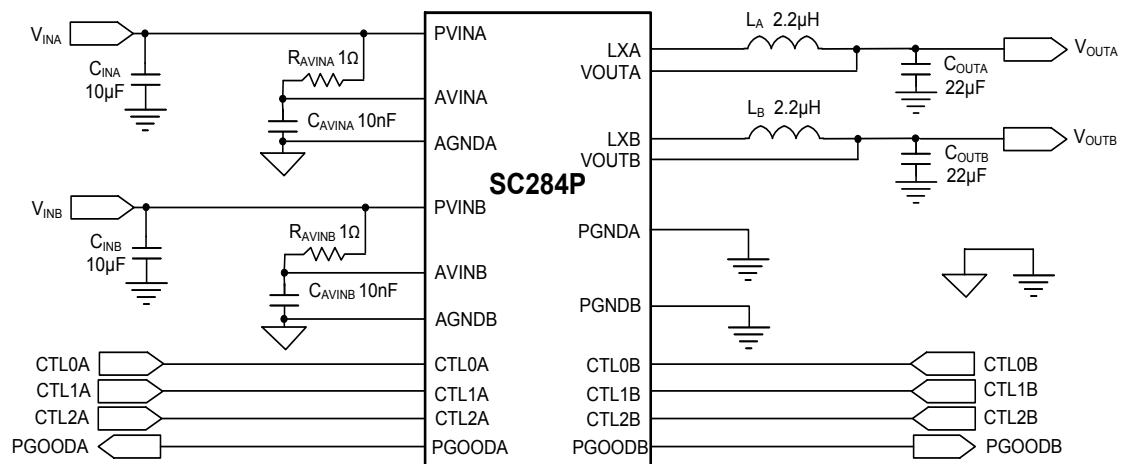 VINA
CINA
10µF
RAVINA 1Ω
CAVINA 10nF
PVINA
AVINA
AGNDA
LXA
VOUTA
LA 2.2µH
COUTA
22µF
VOUTA
LB 2.2µH
LXB
VOUTB
COUTB
22µF
VOUTB
SC284P
VINB
CINB
10µF
RAVINB 1Ω
CAVINB 10nF
PVINB
AVINB
AGNDB
PGNDA
PGNDB
CTL0A
CTL0A
CTL0B
CTL0B
CTL1A
CTL1A
CTL1B
CTL1B
CTL2A
CTL2A
CTL2B
CTL2B
PGOODA
PGOODA
PGOODB
PGOODB